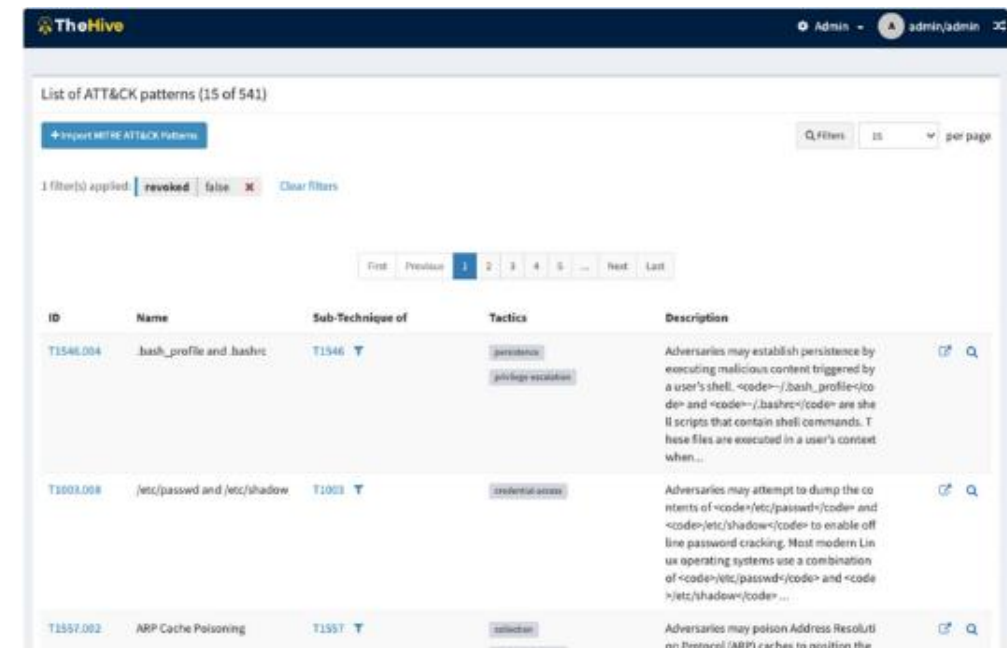 TheHive
Admin
A admin/admin
List of ATT&CK patterns (15 of 541)
+Import MITRE ATT&CK Patterns
Filters 15 per page
1 filter(s) applied: revoked false Clear filters
First Previous 1 2 3 4 5 ... Next Last
ID Name Sub-Technique of Tactics Description
T1546.004 .bash_profile and .bashrc T1546 persistence Adversaries may establish persistence by
privilege-escalation executing malicious content triggered by
a user's shell. <code>~/.bash_profile</co
de> and <code>~/.bashrc</code> are she
ll scripts that contain shell commands. T
hese files are executed in a user's context
when...
T1003.008 /etc/passwd and /etc/shadow T1003 credential-access Adversaries may attempt to dump the co
ntents of <code>/etc/passwd</code> and
<code>/etc/shadow</code> to enable off
line password cracking. Most modern Lin
ux operating systems use a combination
of <code>/etc/passwd</code> and <code
>/etc/shadow</code>...
T1557.002 ARP Cache Poisoning T1557 collection Adversaries may poison Address Resoluti
on Protocol (ARP) caches to position the